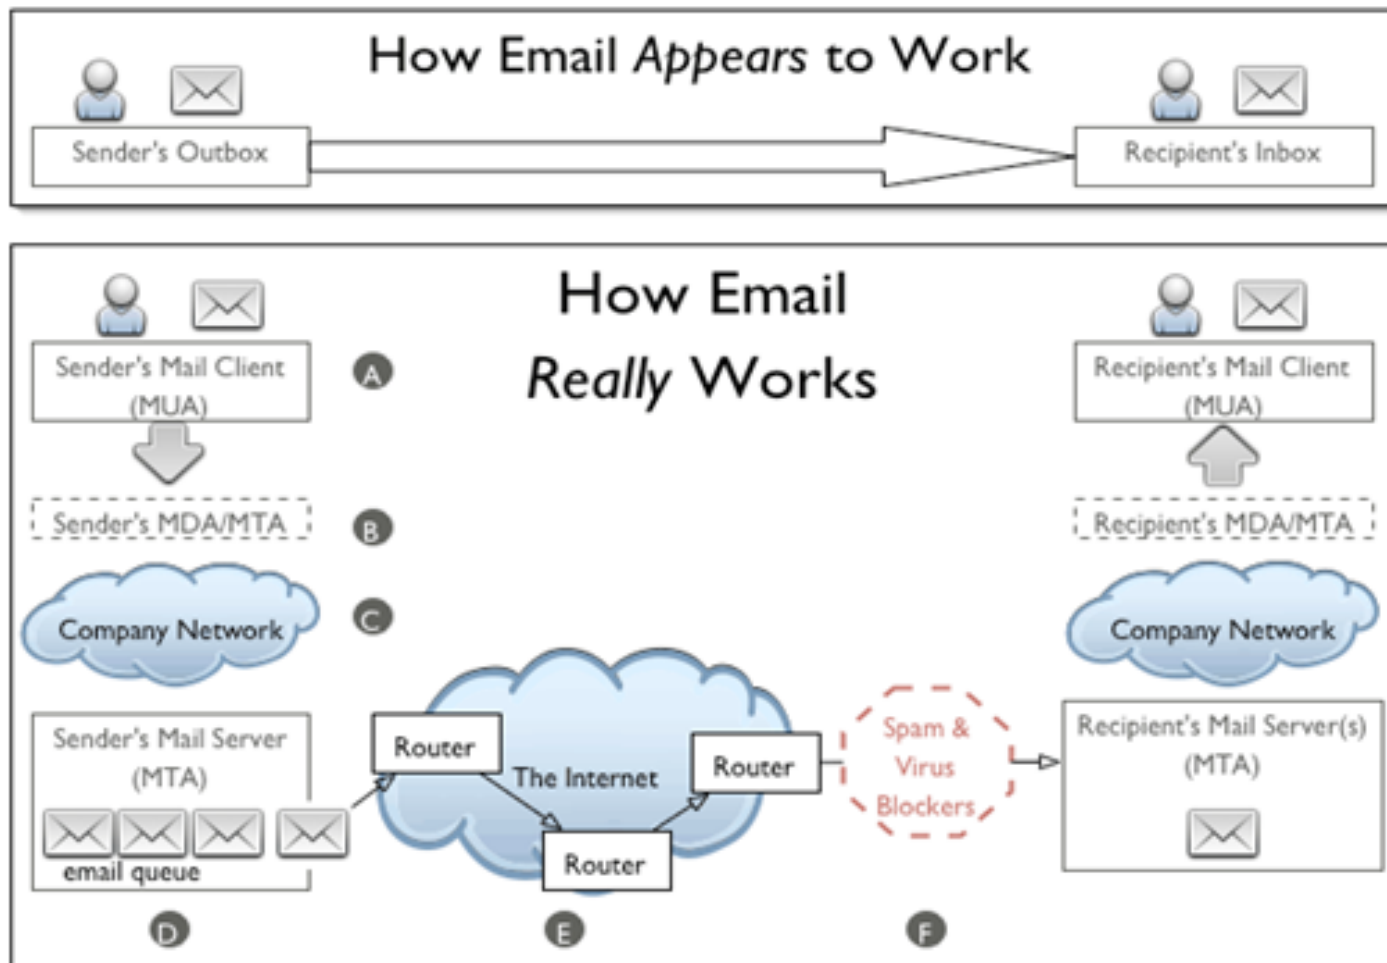 How Email Appears to Work
Sender's Outbox
Recipient's Inbox
How Email
Really Works
Sender's Mail Client
(MUA)
A
Recipient's Mail Client
(MUA)
Sender's MDA/MTA
B
Recipient's MDA/MTA
Company Network
C
Company Network
Sender's Mail Server
(MTA)
email queue
Router
The Internet
Router
Router
Spam &
Virus
Blockers
Recipient's Mail Server(s)
(MTA)
D
E
F